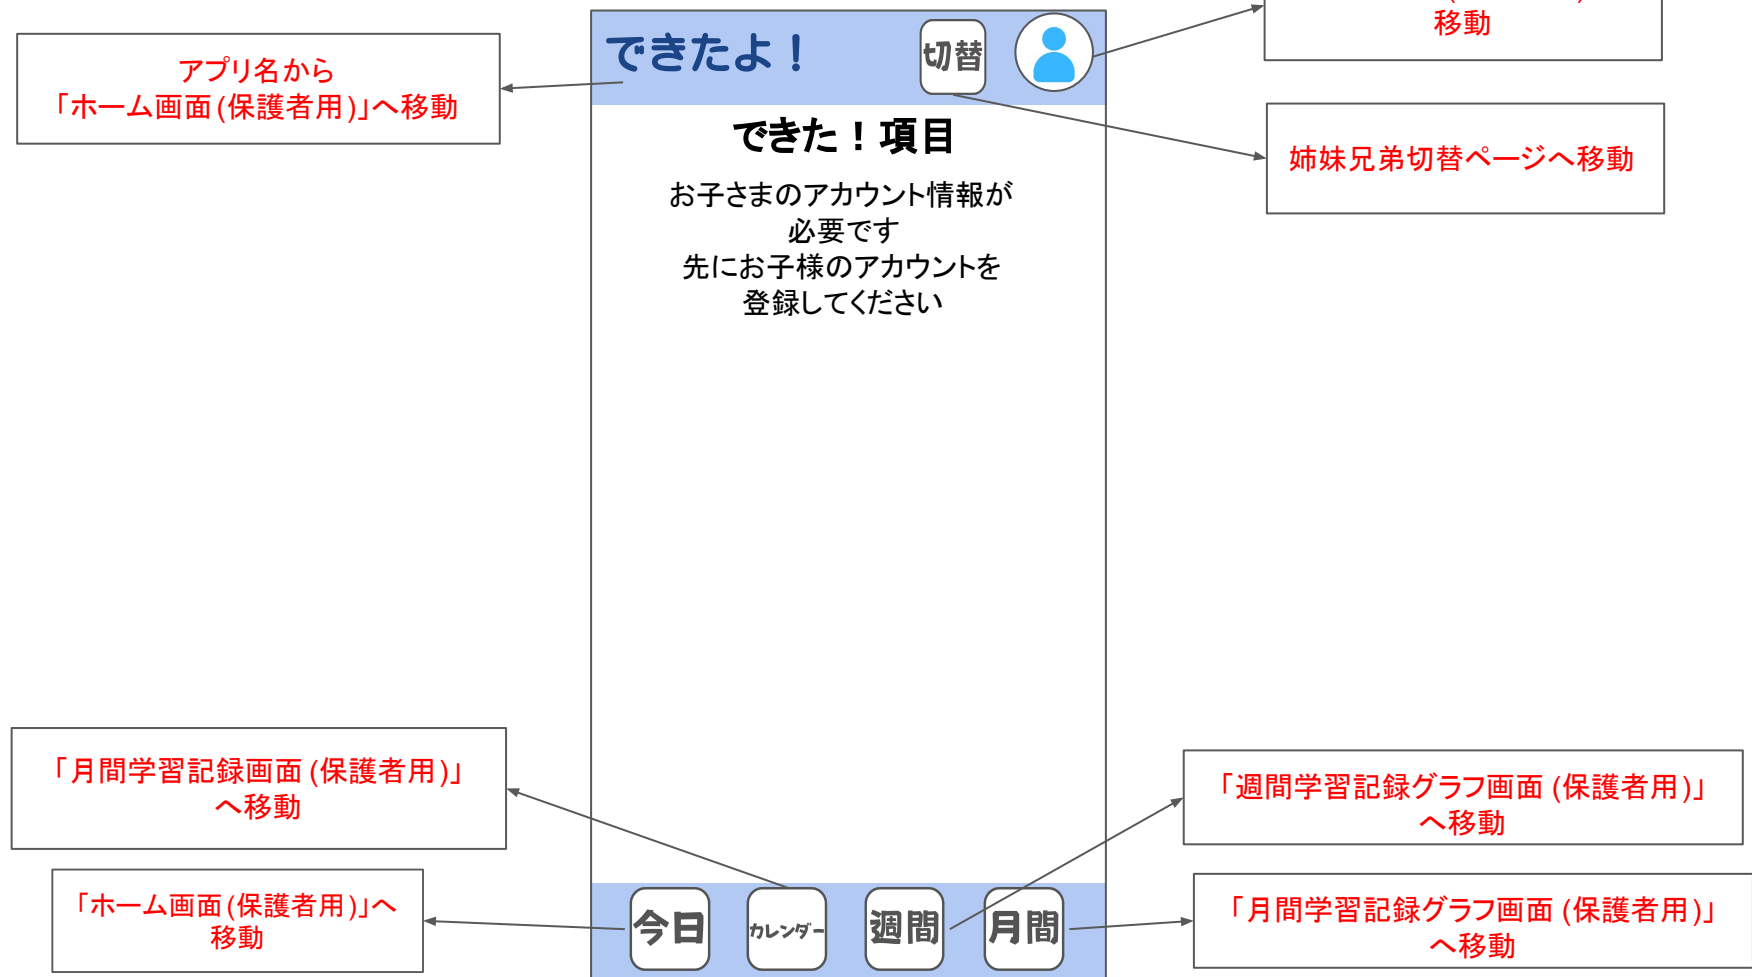 移動
アプリ名から
「ホーム画面(保護者用)」へ移動
できたよ！
切替
姉妹兄弟切替ページへ移動
できた！項目
お子さまのアカウント情報が
必要です
先にお子様のアカウントを
登録してください
「月間学習記録画面(保護者用)」
へ移動
「週間学習記録グラフ画面(保護者用)」
へ移動
「ホーム画面(保護者用)」へ
移動
今日
カレンダー
週間
月間
「月間学習記録グラフ画面(保護者用)」
へ移動